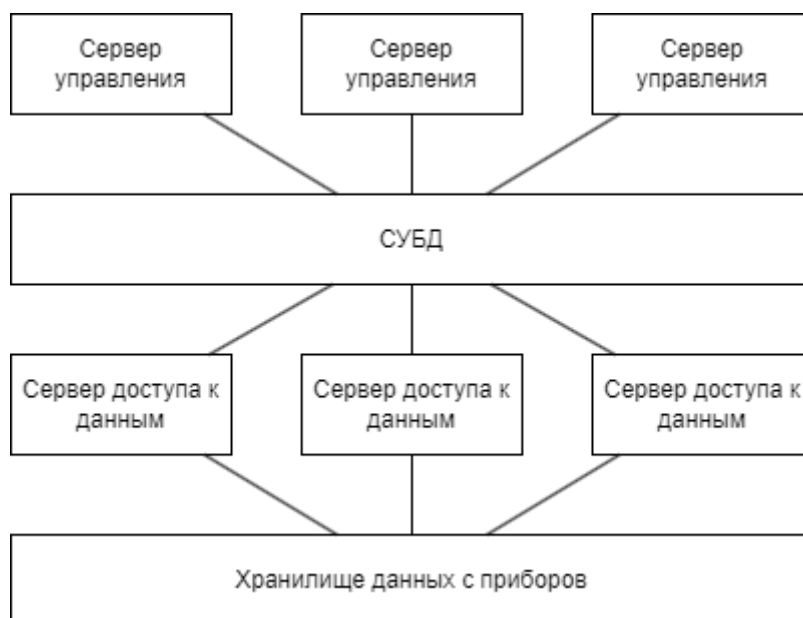 Сервер
управления
Сервер
управления
Сервер
управления
СУБД
Сервер доступа к
данным
Сервер доступа к
данным
Сервер доступа к
данным
Хранилище данных с приборов